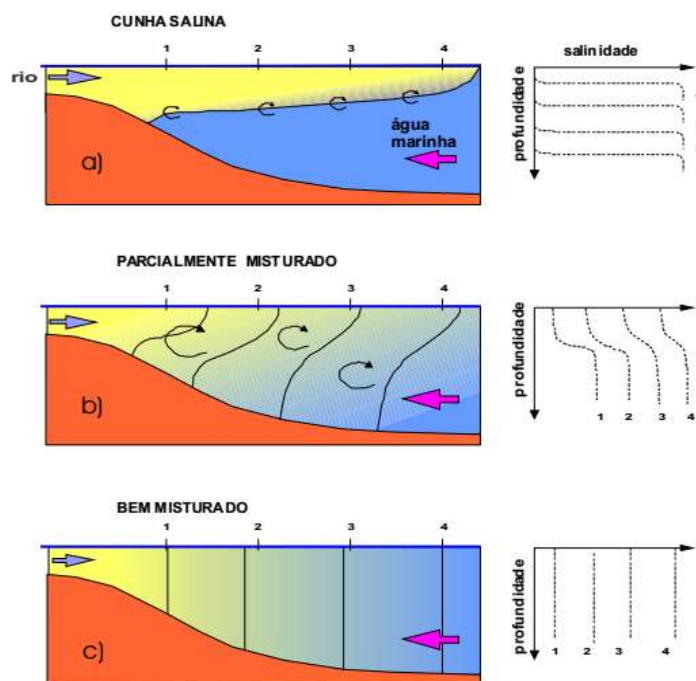 CUNHA SALINA
1 2 3 4
salinidade
rio
profundidade
água
marinha
a)
PARCIALMENTE MISTURADO
1 2 3 4
profundidade
b)
1 2 3 4
BEM MISTURADO
1 2 3 4
profundidade
c)
1 2 3 4